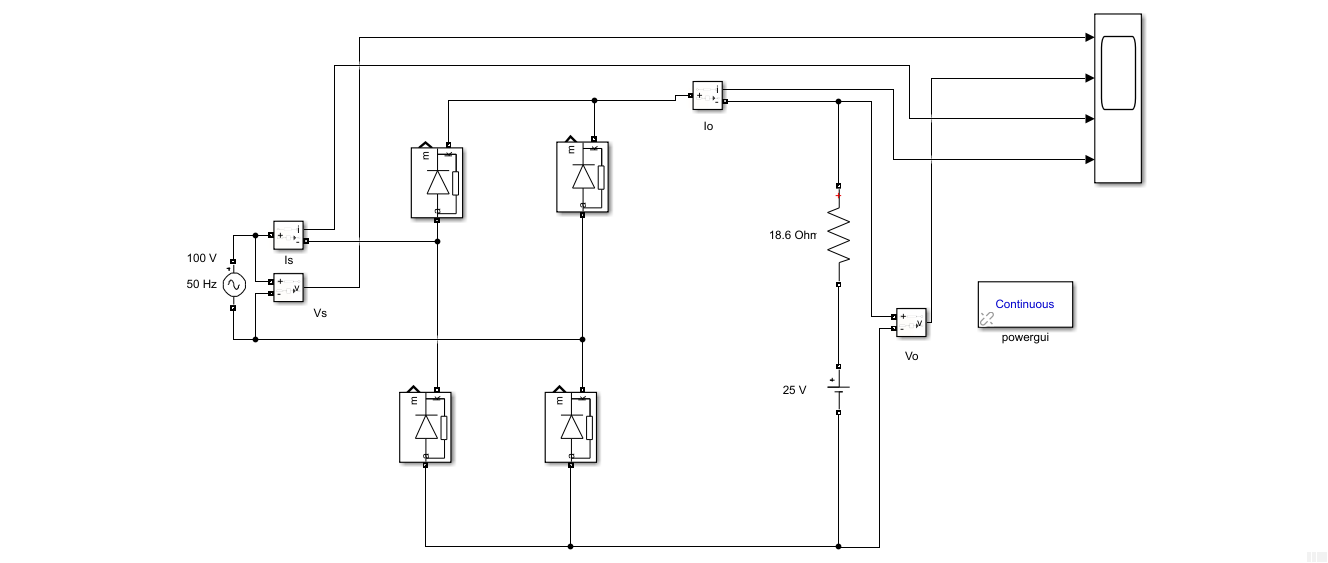 Io
m
k
a
m
k
a
+
i
-
100 V
50 Hz
+
i
-
Is
+
-
v
Vs
+
18.6 Ohm
Continuous
powergui
+
-
v
Vo
25 V
+
m
k
a
m
k
a